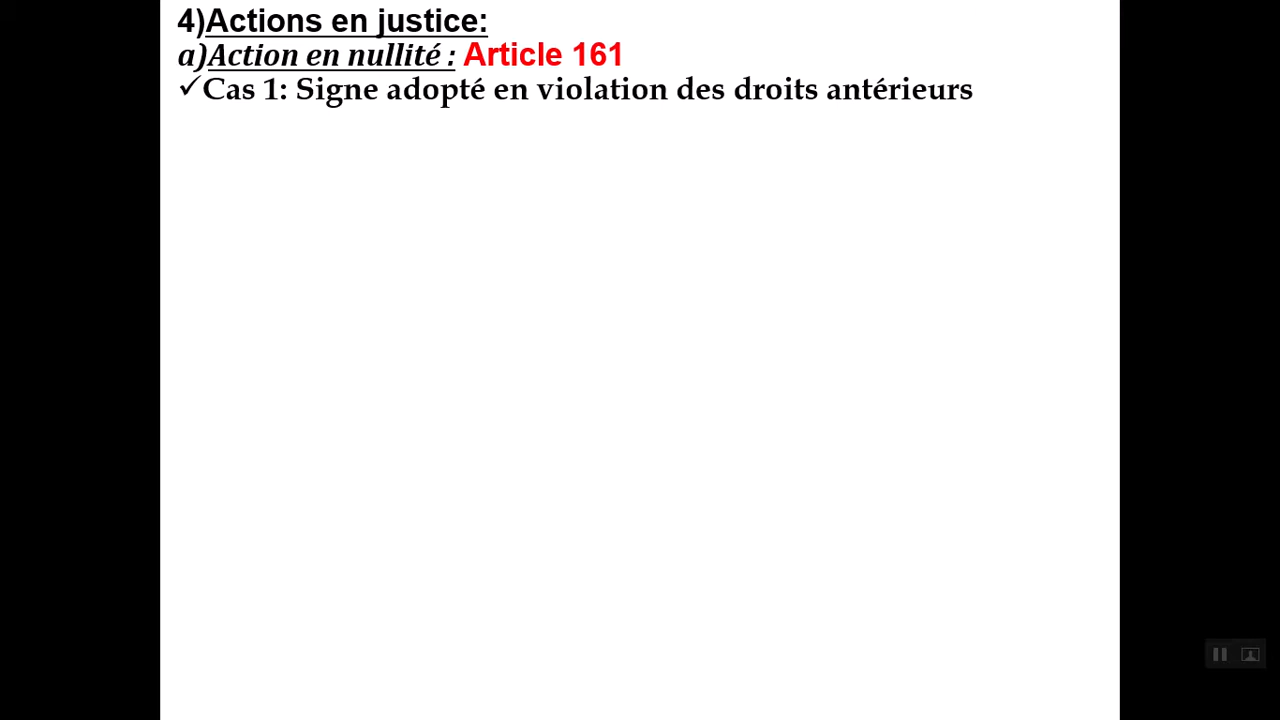 4)Actions en justice:
a)Action en nullité : Article 161
✓Cas 1: Signe adopté en violation des droits antérieurs